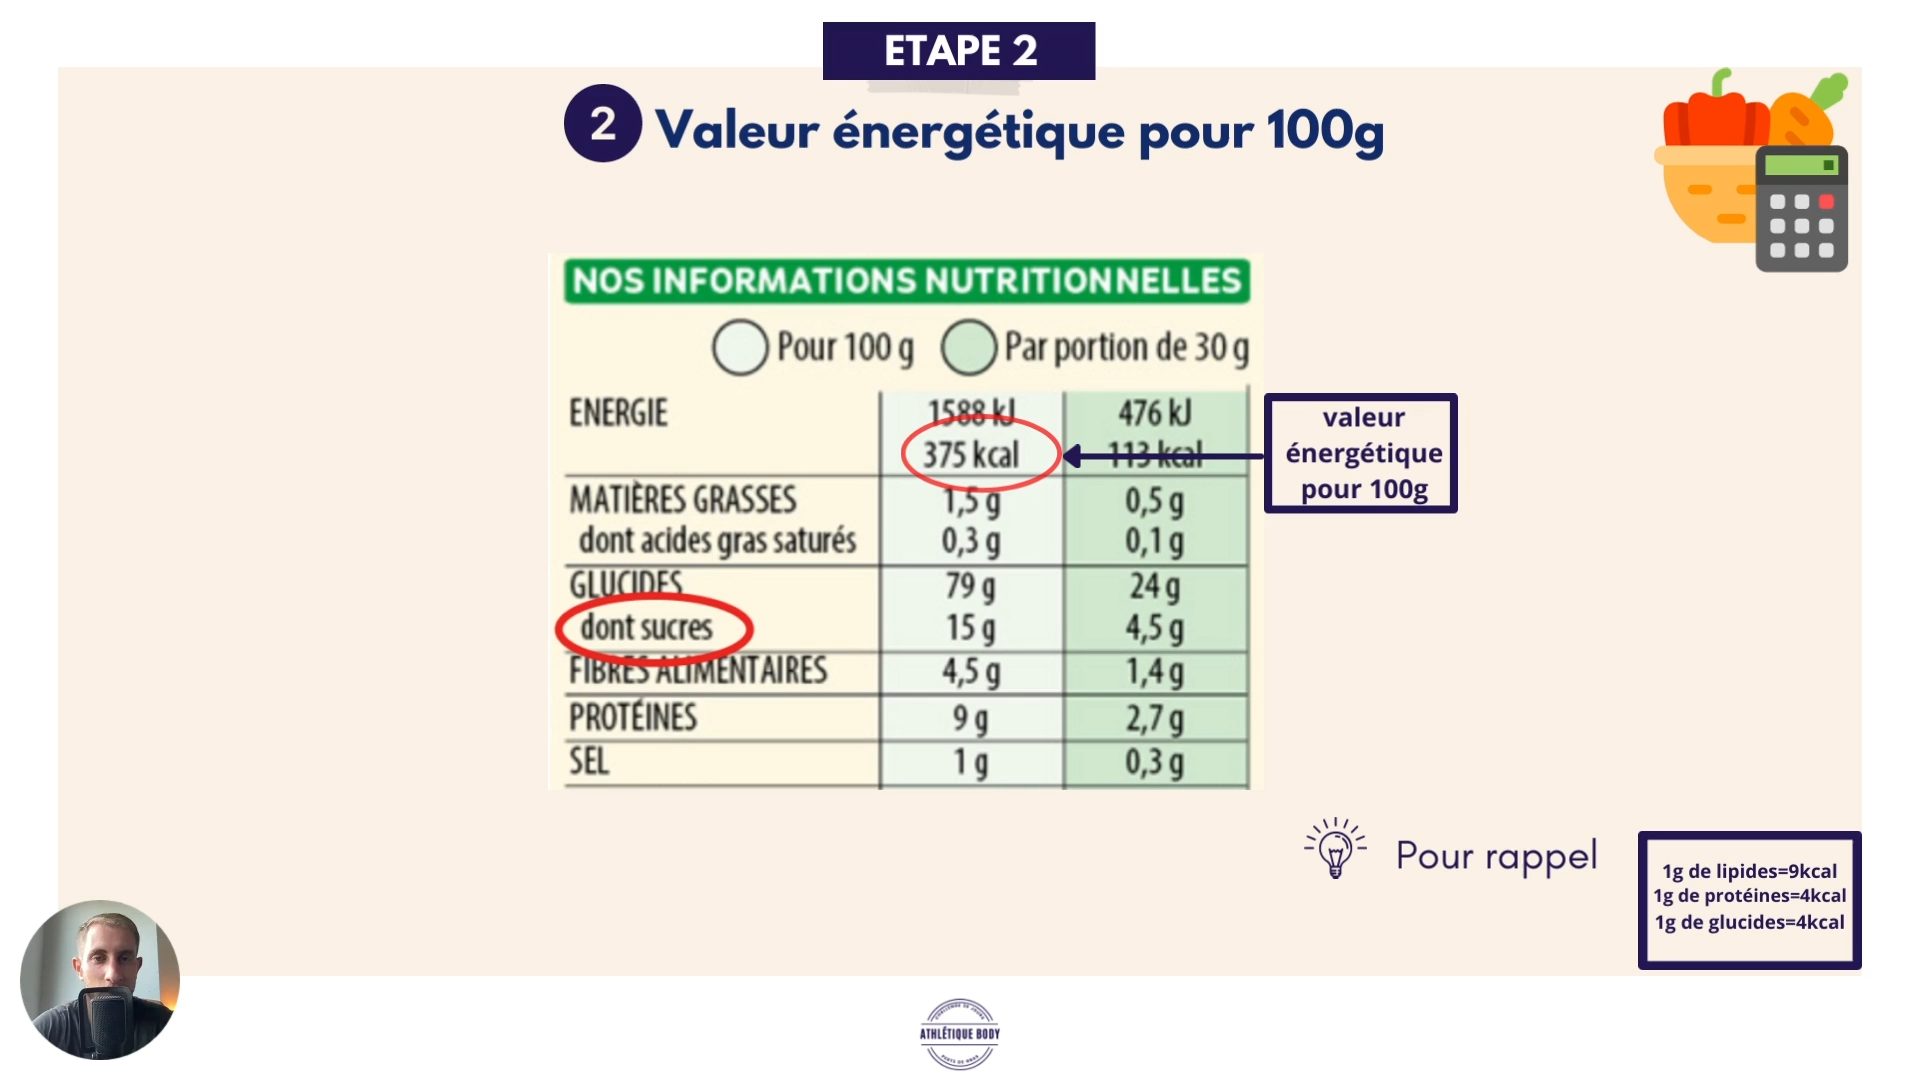 ETAPE 2
2 Valeur énergétique pour 100g
NOS INFORMATIONS NUTRITIONNELLES
Pour 100 g Par portion de 30 g
ENERGIE 1588 kJ 476 kJ
375 kcal 113 kcal
valeur
énergétique
pour 100g
MATIÈRES GRASSES 1,5 g 0,5 g
dont acides gras saturés 0,3 g 0,1 g
GLUCIDES 79 g 24 g
dont sucres 15 g 4,5 g
FIBRES ALIMENTAIRES 4,5 g 1,4 g
PROTÉINES 9 g 2,7 g
SEL 1 g 0,3 g
Pour rappel
1g de lipides=9kcal
1g de protéines=4kcal
1g de glucides=4kcal
ATHLÉTIQUE BODY